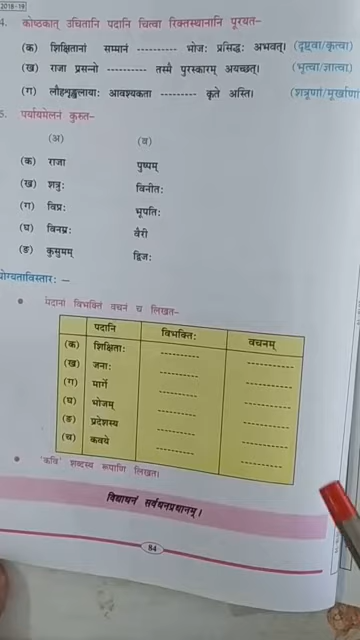 2018-19
4. कोष्ठकात् उचितानि पदानि चित्वा रिक्तस्थानानि पूरयत–
(क) शिक्षितानां सम्मानं ---------- भोजः प्रसिद्धः अभवत्। (दृष्ट्वा/कृत्वा)
(ख) राजा प्रसन्नो ---------- तस्मै पुरस्कारम् अयच्छत्। (भूत्वा/ज्ञात्वा)
(ग) लौहशृङ्खलायाः आवश्यकता --------- कृते अस्ति। (शत्रूणां/मूर्खाणां
5. पर्यायमेलनं कुरुत–
(अ) (ब)
(क) राजा पुष्पम्
(ख) शत्रुः विनीतः
(ग) विप्रः भूपतिः
(घ) विनम्रः वैरी
(ङ) कुसुमम् द्विजः
योग्यताविस्तारः —
• पदानां विभक्तिं वचनं च लिखत–
पदानि विभक्तिः वचनम्
(क) शिक्षिताः ---------- ----------
(ख) जनाः ---------- ----------
(ग) मार्गे ---------- ----------
(घ) भोजम् ---------- ----------
(ङ) प्रदेशस्य ---------- ----------
(च) कवये ---------- ----------
• 'कवि' शब्दस्य रूपाणि लिखत।
विद्याधनं सर्वधनप्रधानम्।
84